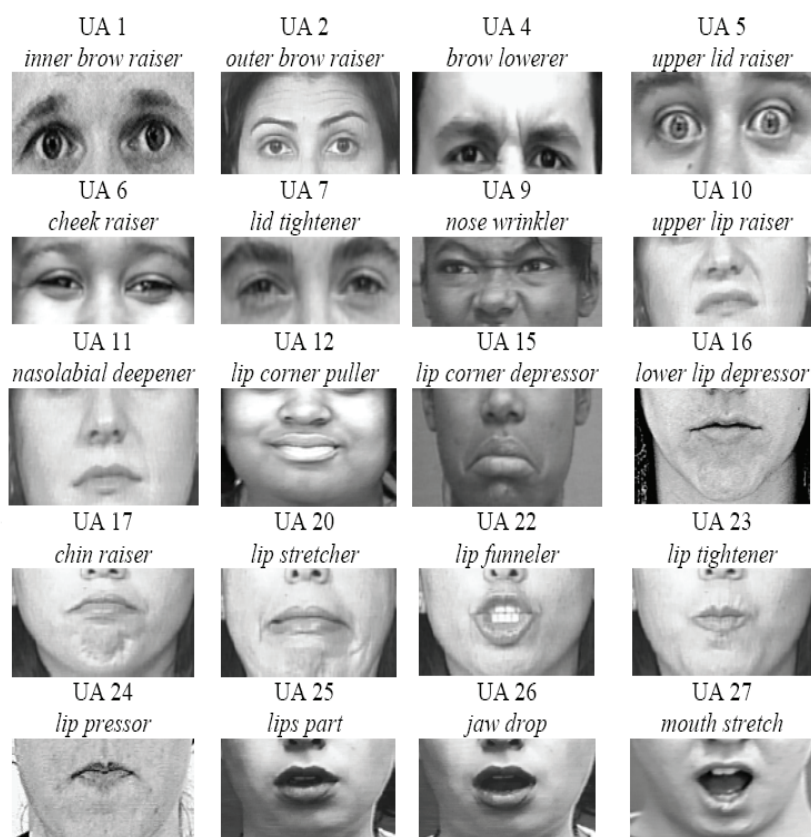 UA 1 UA 2 UA 4 UA 5
inner brow raiser outer brow raiser brow lowerer upper lid raiser
UA 6 UA 7 UA 9 UA 10
cheek raiser lid tightener nose wrinkler upper lip raiser
UA 11 UA 12 UA 15 UA 16
nasolabial deepener lip corner puller lip corner depressor lower lip depressor
UA 17 UA 20 UA 22 UA 23
chin raiser lip stretcher lip funneler lip tightener
UA 24 UA 25 UA 26 UA 27
lip pressor lips part jaw drop mouth stretch